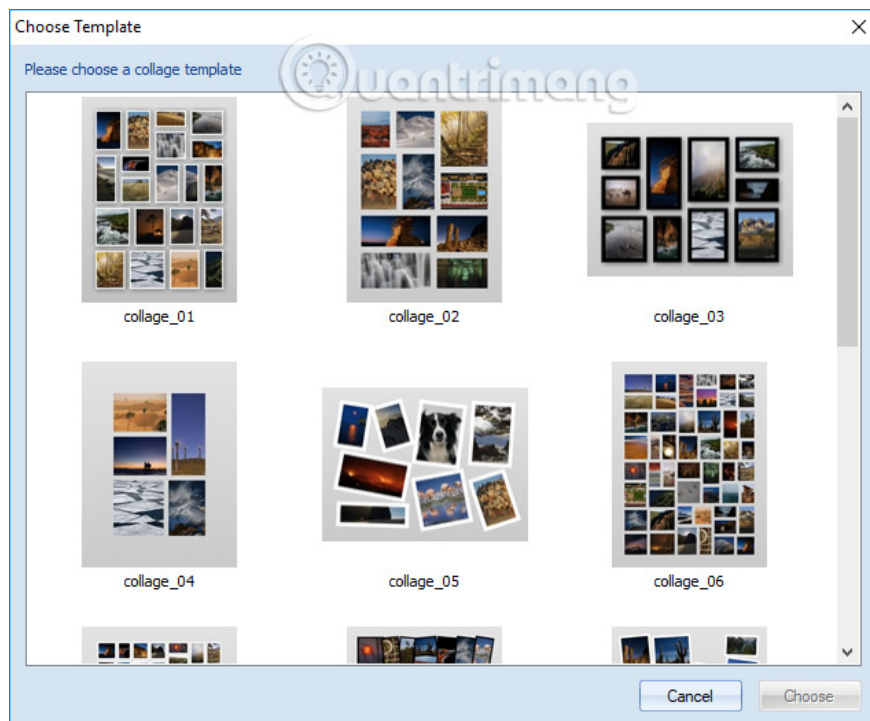 Choose Template
Please choose a collage template
Quantrimang
collage_01
collage_02
collage_03
collage_04
collage_05
collage_06
Cancel
Choose